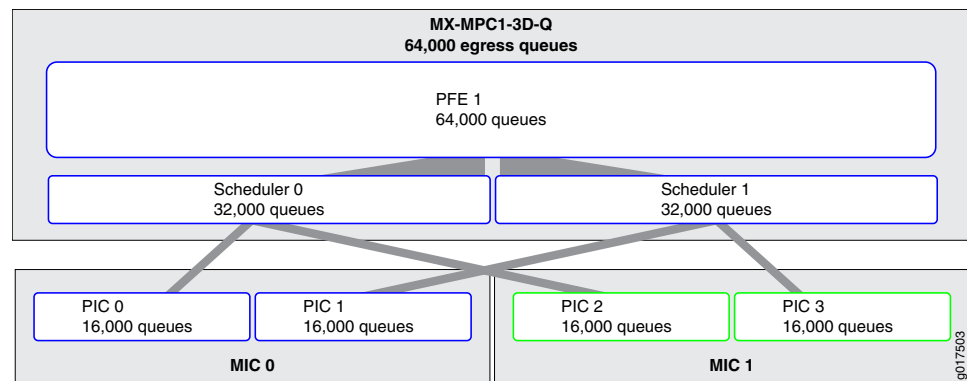 MX-MPC1-3D-Q
64,000 egress queues
PFE 1
64,000 queues
Scheduler 0
32,000 queues
Scheduler 1
32,000 queues
PIC 0
16,000 queues
PIC 1
16,000 queues
PIC 2
16,000 queues
PIC 3
16,000 queues
MIC 0
MIC 1
g017503